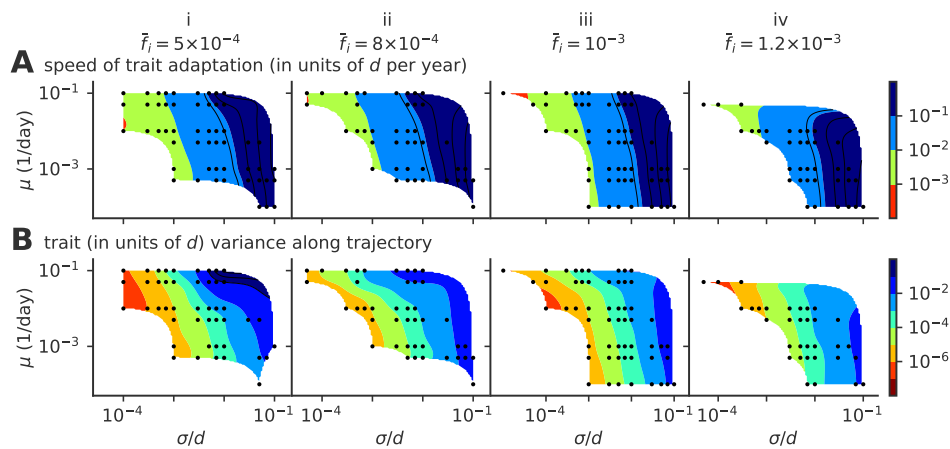 i ii iii iv
f̄ᵢ = 5×10⁻⁴ f̄ᵢ = 8×10⁻⁴ f̄ᵢ = 10⁻³ f̄ᵢ = 1.2×10⁻³
A speed of trait adaptation (in units of d per year)
10⁻¹
10⁻³
μ (1/day)
10⁻¹
10⁻²
10⁻³
B trait (in units of d) variance along trajectory
10⁻¹
10⁻³
μ (1/day)
10⁻²
10⁻⁴
10⁻⁶
10⁻⁴ 10⁻¹ 10⁻⁴ 10⁻¹ 10⁻⁴ 10⁻¹ 10⁻⁴ 10⁻¹
σ/d σ/d σ/d σ/d